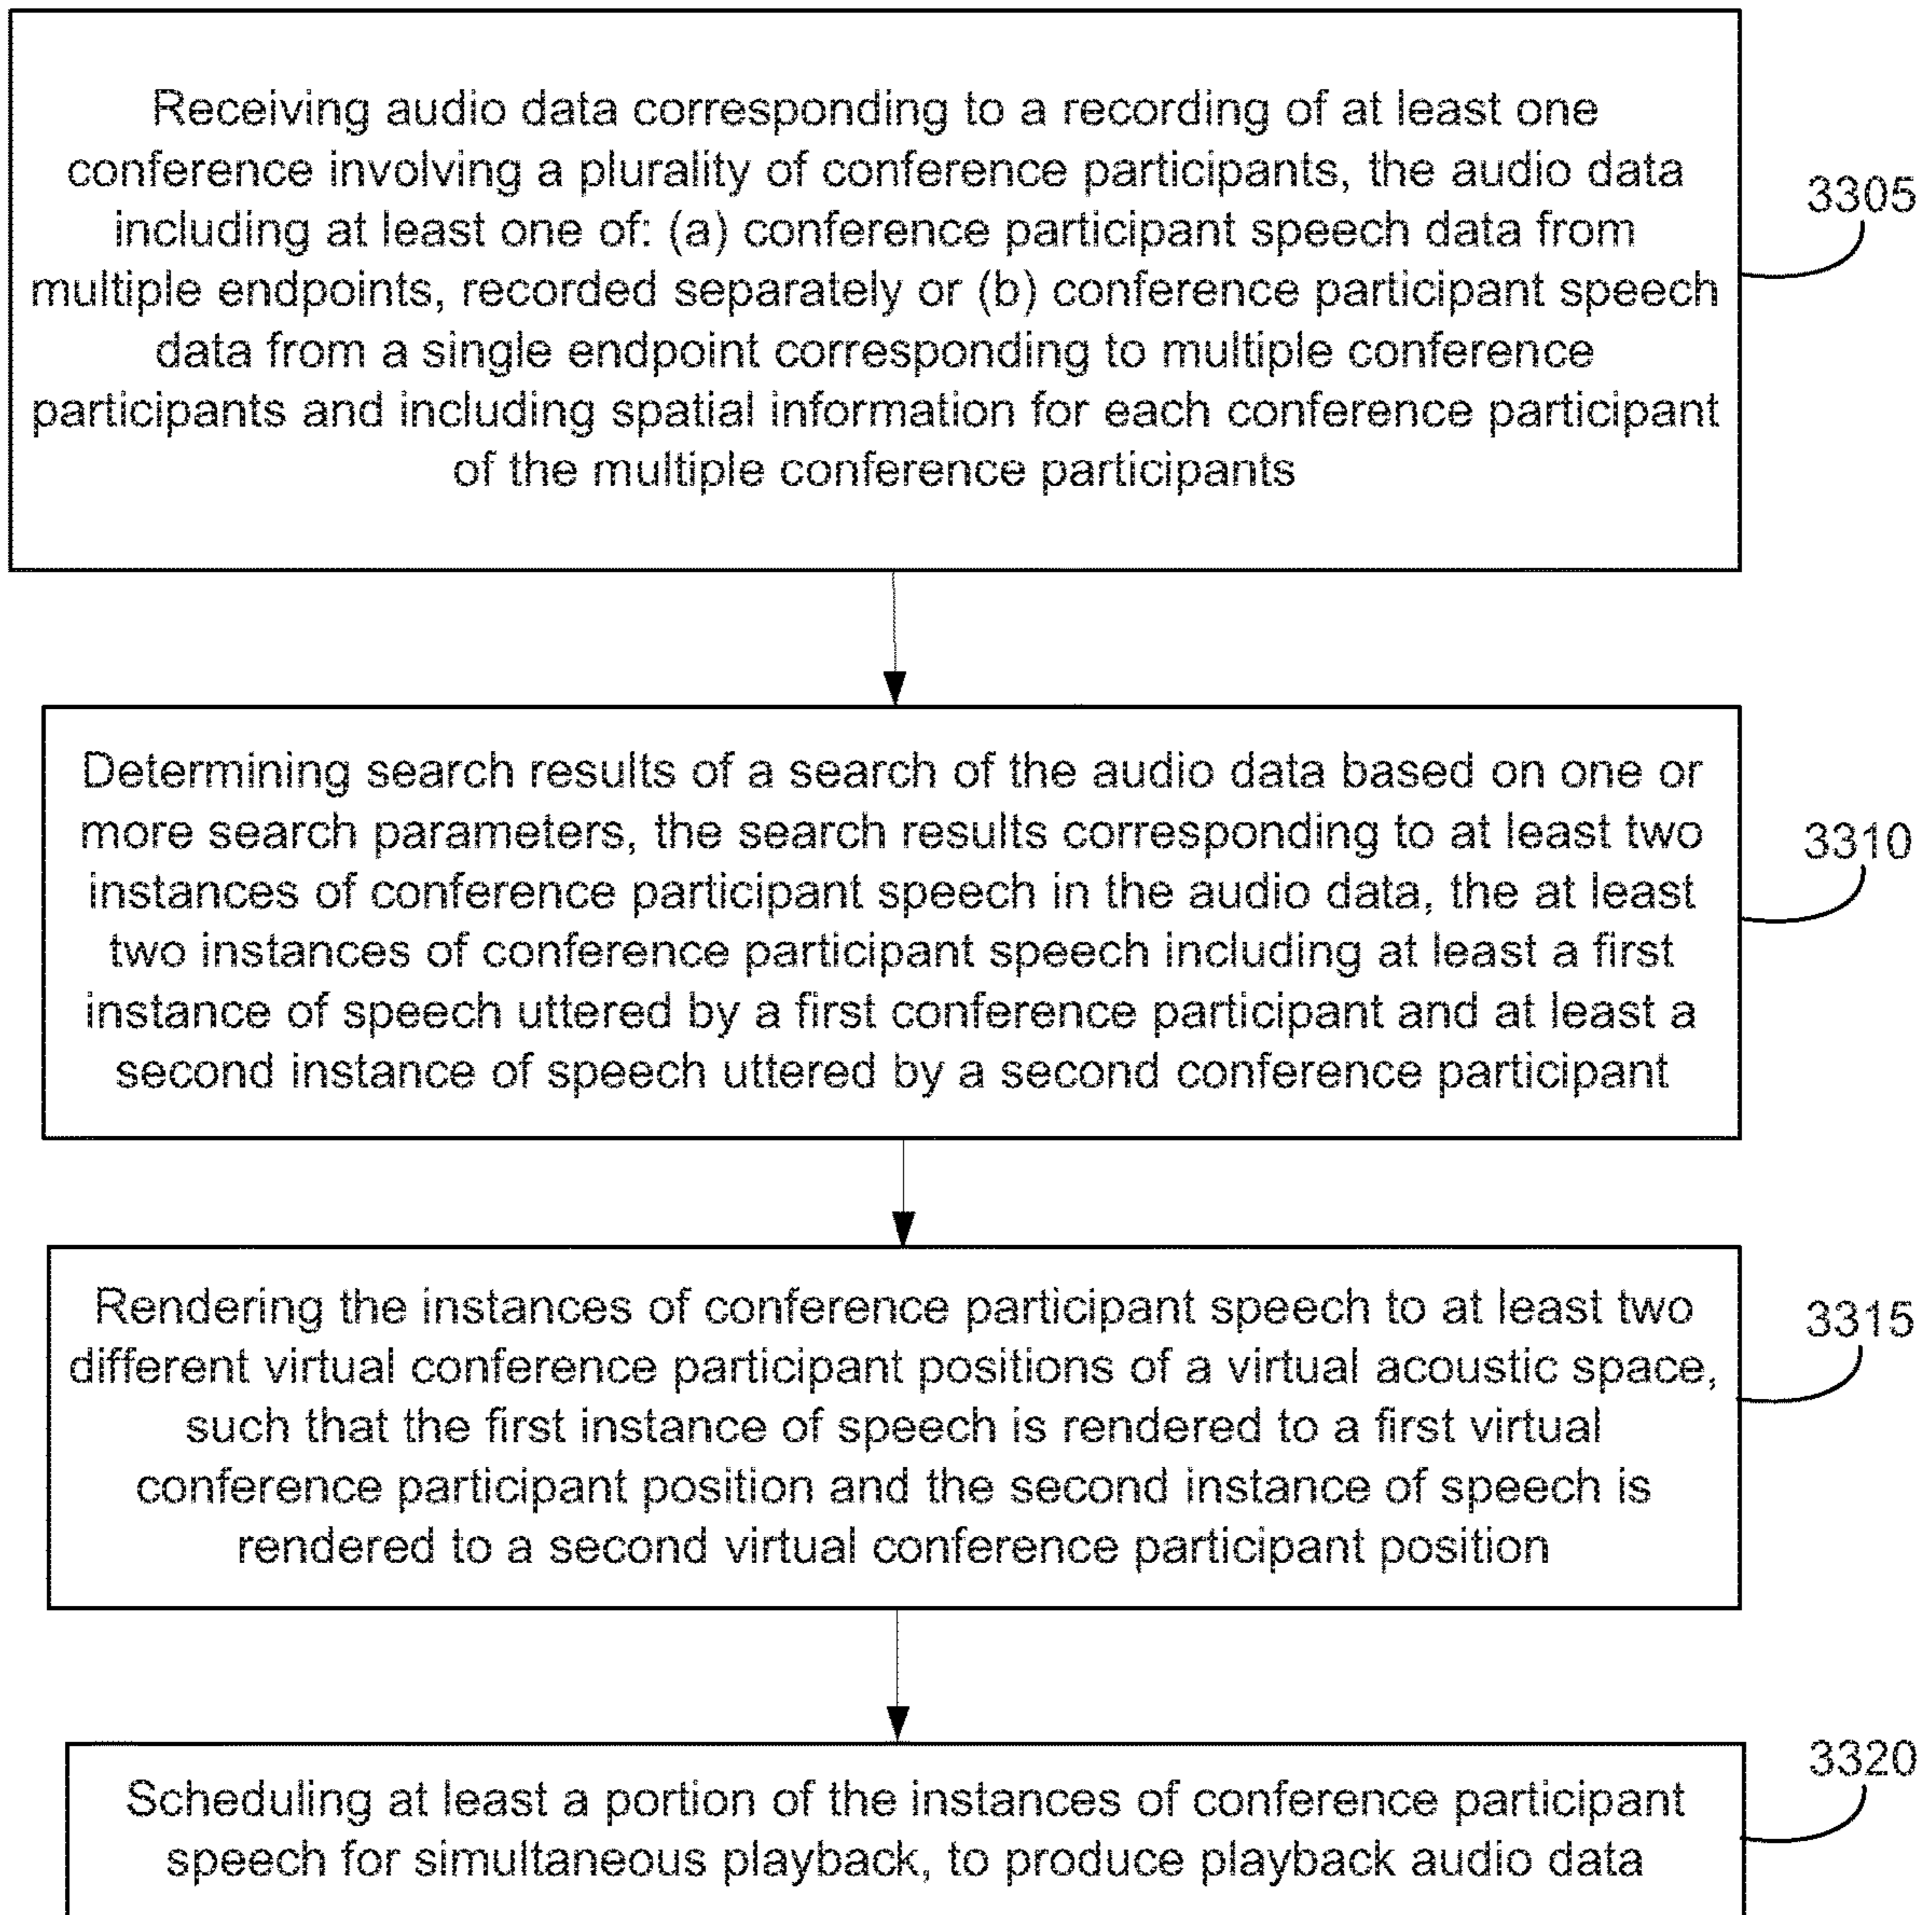 Receiving audio data corresponding to a recording of at least one
conference involving a plurality of conference participants, the audio data
including at least one of: (a) conference participant speech data from
multiple endpoints, recorded separately or (b) conference participant speech
data from a single endpoint corresponding to multiple conference
participants and including spatial information for each conference participant
of the multiple conference participants
3305
Determining search results of a search of the audio data based on one or
more search parameters, the search results corresponding to at least two
instances of conference participant speech in the audio data, the at least
two instances of conference participant speech including at least a first
instance of speech uttered by a first conference participant and at least a
second instance of speech uttered by a second conference participant
3310
Rendering the instances of conference participant speech to at least two
different virtual conference participant positions of a virtual acoustic space,
such that the first instance of speech is rendered to a first virtual
conference participant position and the second instance of speech is
rendered to a second virtual conference participant position
3315
Scheduling at least a portion of the instances of conference participant
speech for simultaneous playback, to produce playback audio data
3320